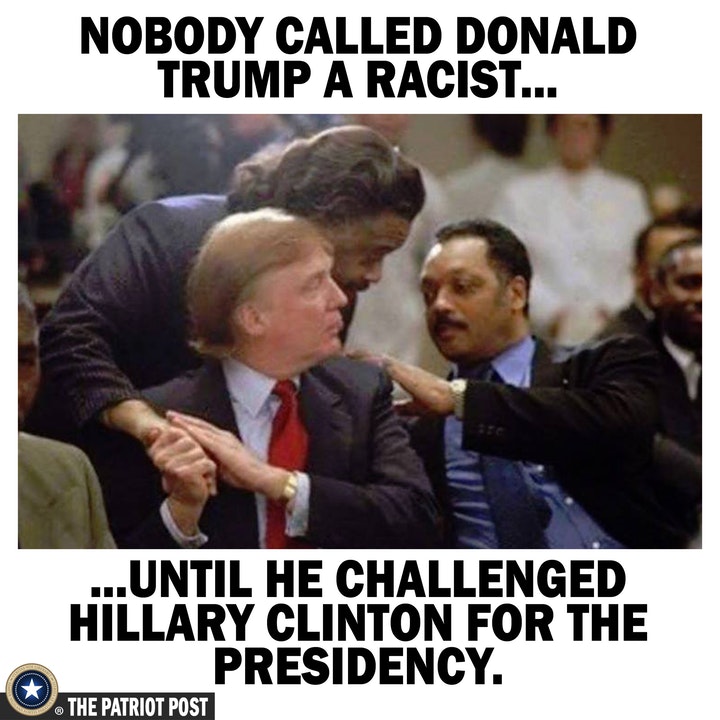 NOBODY CALLED DONALD
TRUMP A RACIST...
...UNTIL HE CHALLENGED
HILLARY CLINTON FOR THE
PRESIDENCY.
® THE PATRIOT POST